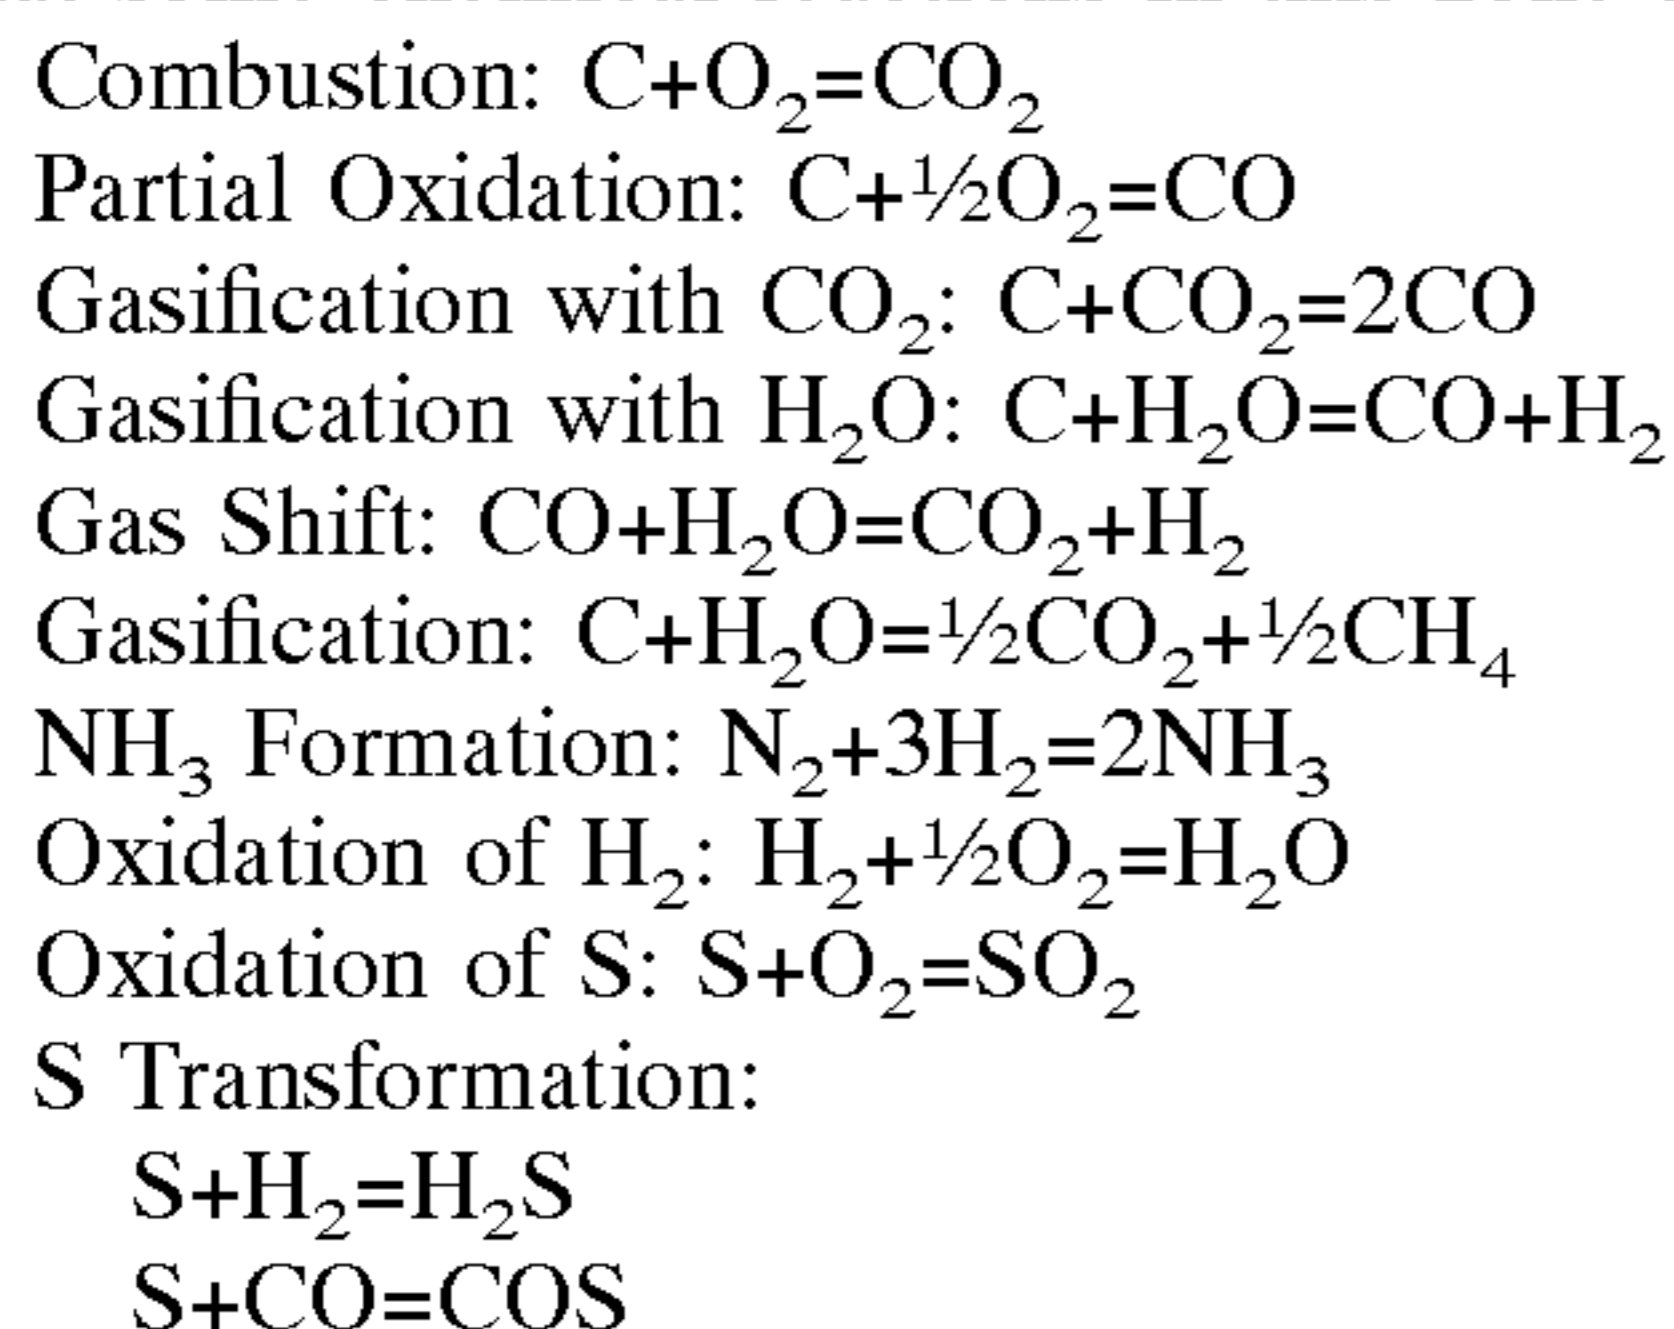 Combustion: C+O₂=CO₂
Partial Oxidation: C+½O₂=CO
Gasification with CO₂: C+CO₂=2CO
Gasification with H₂O: C+H₂O=CO+H₂
Gas Shift: CO+H₂O=CO₂+H₂
Gasification: C+H₂O=½CO₂+½CH₄
NH₃ Formation: N₂+3H₂=2NH₃
Oxidation of H₂: H₂+½O₂=H₂O
Oxidation of S: S+O₂=SO₂
S Transformation:
S+H₂=H₂S
S+CO=COS